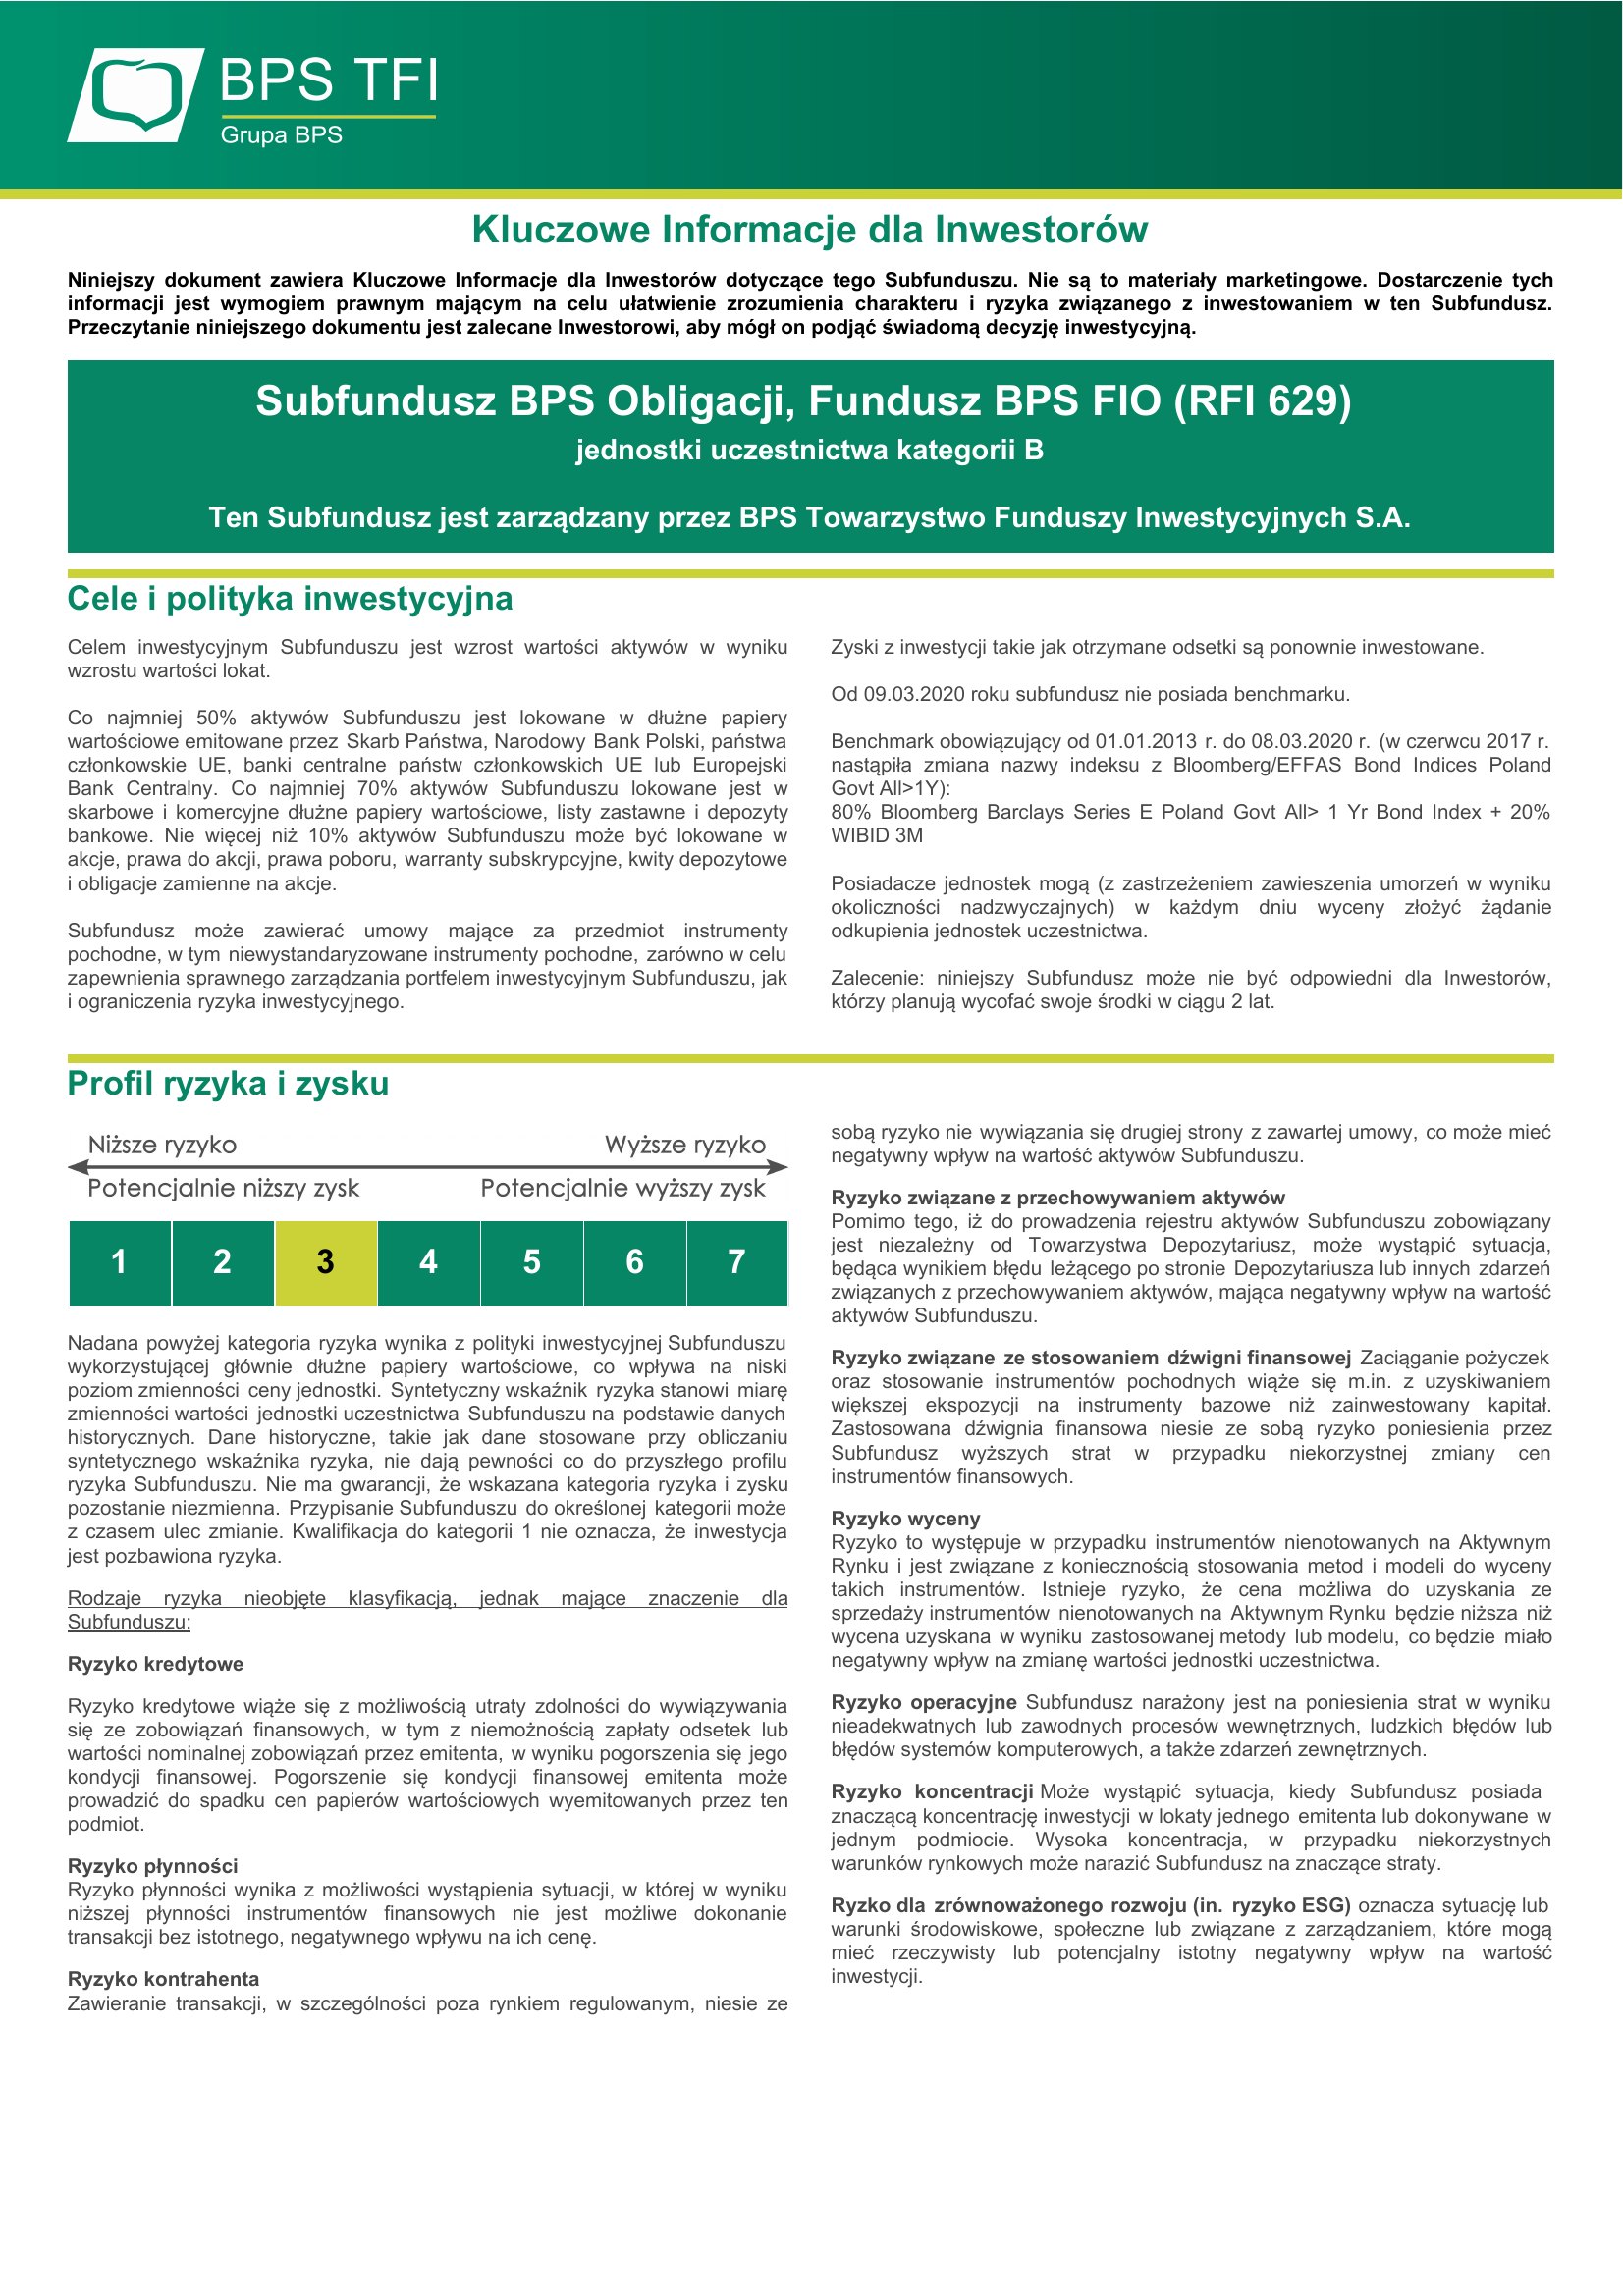 BPS TFI
Grupa BPS
Kluczowe Informacje dla Inwestorów
Niniejszy dokument zawiera Kluczowe Informacje dla Inwestorów dotyczące tego Subfunduszu. Nie są to materiały marketingowe. Dostarczenie tych
informacji jest wymogiem prawnym mającym na celu ułatwienie zrozumienia charakteru i ryzyka związanego z inwestowaniem w ten Subfundusz.
Przeczytanie niniejszego dokumentu jest zalecane Inwestorowi, aby mógł on podjąć świadomą decyzję inwestycyjną.
Subfundusz BPS Obligacji, Fundusz BPS FIO (RFI 629)
jednostki uczestnictwa kategorii B
Ten Subfundusz jest zarządzany przez BPS Towarzystwo Funduszy Inwestycyjnych S.A.
Cele i polityka inwestycyjna
Celem inwestycyjnym Subfunduszu jest wzrost wartości aktywów w wyniku
wzrostu wartości lokat.
Co najmniej 50% aktywów Subfunduszu jest lokowane w dłużne papiery
wartościowe emitowane przez Skarb Państwa, Narodowy Bank Polski, państwa
członkowskie UE, banki centralne państw członkowskich UE lub Europejski
Bank Centralny. Co najmniej 70% aktywów Subfunduszu lokowane jest w
skarbowe i komercyjne dłużne papiery wartościowe, listy zastawne i depozyty
bankowe. Nie więcej niż 10% aktywów Subfunduszu może być lokowane w
akcje, prawa do akcji, prawa poboru, warranty subskrypcyjne, kwity depozytowe
i obligacje zamienne na akcje.
Subfundusz może zawierać umowy mające za przedmiot instrumenty
pochodne, w tym niewystandaryzowane instrumenty pochodne, zarówno w celu
zapewnienia sprawnego zarządzania portfelem inwestycyjnym Subfunduszu, jak
i ograniczenia ryzyka inwestycyjnego.
Zyski z inwestycji takie jak otrzymane odsetki są ponownie inwestowane.
Od 09.03.2020 roku subfundusz nie posiada benchmarku.
Benchmark obowiązujący od 01.01.2013 r. do 08.03.2020 r. (w czerwcu 2017 r.
nastąpiła zmiana nazwy indeksu z Bloomberg/EFFAS Bond Indices Poland
Govt All>1Y):
80% Bloomberg Barclays Series E Poland Govt All> 1 Yr Bond Index + 20%
WIBID 3M
Posiadacze jednostek mogą (z zastrzeżeniem zawieszenia umorzeń w wyniku
okoliczności nadzwyczajnych) w każdym dniu wyceny złożyć żądanie
odkupienia jednostek uczestnictwa.
Zalecenie: niniejszy Subfundusz może nie być odpowiedni dla Inwestorów,
którzy planują wycofać swoje środki w ciągu 2 lat.
Profil ryzyka i zysku
Niższe ryzyko Wyższe ryzyko
Potencjalnie niższy zysk Potencjalnie wyższy zysk
1 2 3 4 5 6 7
Nadana powyżej kategoria ryzyka wynika z polityki inwestycyjnej Subfunduszu
wykorzystującej głównie dłużne papiery wartościowe, co wpływa na niski
poziom zmienności ceny jednostki. Syntetyczny wskaźnik ryzyka stanowi miarę
zmienności wartości jednostki uczestnictwa Subfunduszu na podstawie danych
historycznych. Dane historyczne, takie jak dane stosowane przy obliczaniu
syntetycznego wskaźnika ryzyka, nie dają pewności co do przyszłego profilu
ryzyka Subfunduszu. Nie ma gwarancji, że wskazana kategoria ryzyka i zysku
pozostanie niezmienna. Przypisanie Subfunduszu do określonej kategorii może
z czasem ulec zmianie. Kwalifikacja do kategorii 1 nie oznacza, że inwestycja
jest pozbawiona ryzyka.
Rodzaje ryzyka nieobjęte klasyfikacją, jednak mające znaczenie dla
Subfunduszu:
Ryzyko kredytowe
Ryzyko kredytowe wiąże się z możliwością utraty zdolności do wywiązywania
się ze zobowiązań finansowych, w tym z niemożnością zapłaty odsetek lub
wartości nominalnej zobowiązań przez emitenta, w wyniku pogorszenia się jego
kondycji finansowej. Pogorszenie się kondycji finansowej emitenta może
prowadzić do spadku cen papierów wartościowych wyemitowanych przez ten
podmiot.
Ryzyko płynności
Ryzyko płynności wynika z możliwości wystąpienia sytuacji, w której w wyniku
niższej płynności instrumentów finansowych nie jest możliwe dokonanie
transakcji bez istotnego, negatywnego wpływu na ich cenę.
Ryzyko kontrahenta
Zawieranie transakcji, w szczególności poza rynkiem regulowanym, niesie ze
sobą ryzyko nie wywiązania się drugiej strony z zawartej umowy, co może mieć
negatywny wpływ na wartość aktywów Subfunduszu.
Ryzyko związane z przechowywaniem aktywów
Pomimo tego, iż do prowadzenia rejestru aktywów Subfunduszu zobowiązany
jest niezależny od Towarzystwa Depozytariusz, może wystąpić sytuacja,
będąca wynikiem błędu leżącego po stronie Depozytariusza lub innych zdarzeń
związanych z przechowywaniem aktywów, mająca negatywny wpływ na wartość
aktywów Subfunduszu.
Ryzyko związane ze stosowaniem dźwigni finansowej Zaciąganie pożyczek
oraz stosowanie instrumentów pochodnych wiąże się m.in. z uzyskiwaniem
większej ekspozycji na instrumenty bazowe niż zainwestowany kapitał.
Zastosowana dźwignia finansowa niesie ze sobą ryzyko poniesienia przez
Subfundusz wyższych strat w przypadku niekorzystnej zmiany cen
instrumentów finansowych.
Ryzyko wyceny
Ryzyko to występuje w przypadku instrumentów nienotowanych na Aktywnym
Rynku i jest związane z koniecznością stosowania metod i modeli do wyceny
takich instrumentów. Istnieje ryzyko, że cena możliwa do uzyskania ze
sprzedaży instrumentów nienotowanych na Aktywnym Rynku będzie niższa niż
wycena uzyskana w wyniku zastosowanej metody lub modelu, co będzie miało
negatywny wpływ na zmianę wartości jednostki uczestnictwa.
Ryzyko operacyjne Subfundusz narażony jest na poniesienia strat w wyniku
nieadekwatnych lub zawodnych procesów wewnętrznych, ludzkich błędów lub
błędów systemów komputerowych, a także zdarzeń zewnętrznych.
Ryzyko koncentracji Może wystąpić sytuacja, kiedy Subfundusz posiada
znaczącą koncentrację inwestycji w lokaty jednego emitenta lub dokonywane w
jednym podmiocie. Wysoka koncentracja, w przypadku niekorzystnych
warunków rynkowych może narazić Subfundusz na znaczące straty.
Ryzko dla zrównoważonego rozwoju (in. ryzyko ESG) oznacza sytuację lub
warunki środowiskowe, społeczne lub związane z zarządzaniem, które mogą
mieć rzeczywisty lub potencjalny istotny negatywny wpływ na wartość
inwestycji.